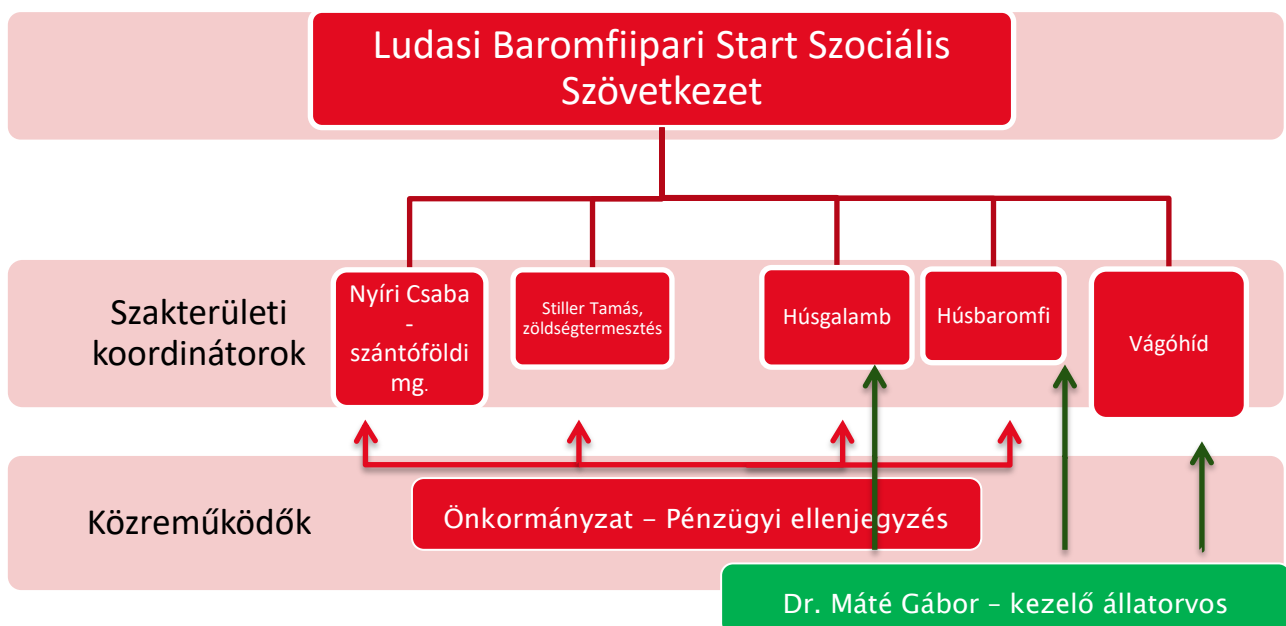 Ludasi Baromfiipari Start Szociális
Szövetkezet
Szakterületi
koordinátorok
Nyíri Csaba
-
szántóföldi
mg.
Stiller Tamás,
zöldségtermesztés
Húsgalamb
Húsbaromfi
Vágóhíd
Közreműködők
Önkormányzat – Pénzügyi ellenjegyzés
Dr. Máté Gábor – kezelő állatorvos